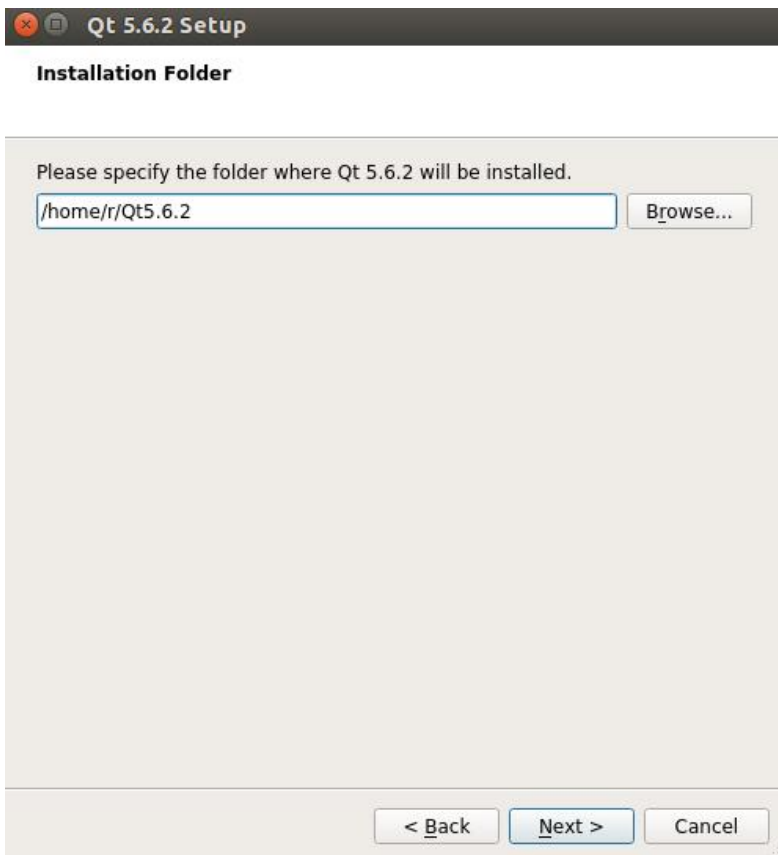 Qt 5.6.2 Setup
Installation Folder
Please specify the folder where Qt 5.6.2 will be installed.
/home/r/Qt5.6.2 Browse...
< Back Next > Cancel